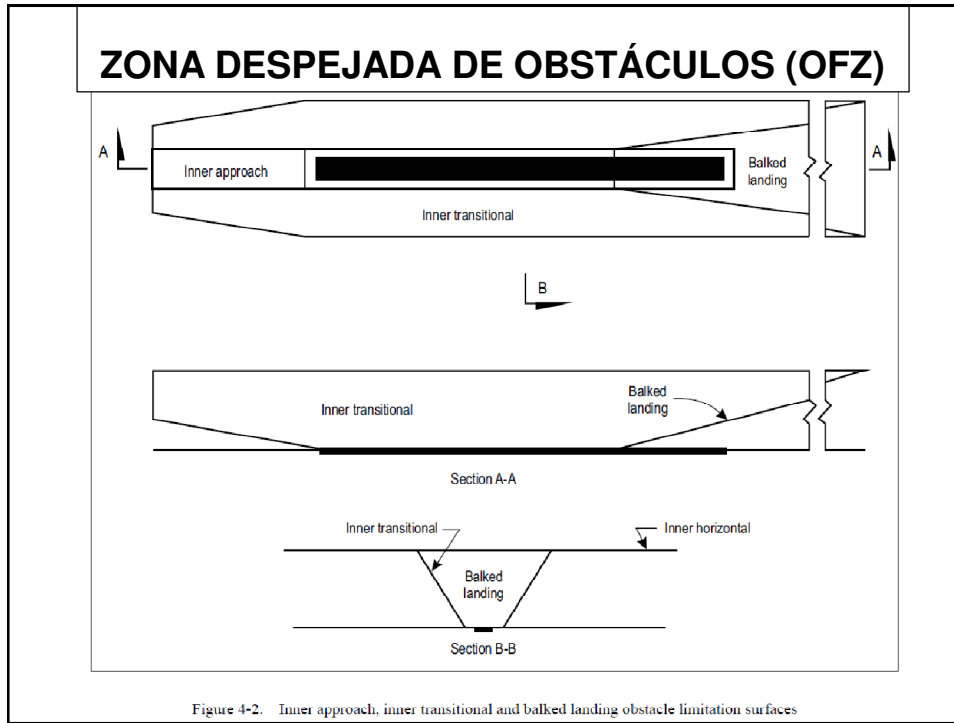 ZONA DESPEJADA DE OBSTÁCULOS (OFZ)
A
A
Inner approach
Balked
landing
Inner transitional
B
Balked
landing
Inner transitional
Section A-A
Inner transitional
Inner horizontal
Balked
landing
Section B-B
Figure 4-2. Inner approach, inner transitional and balked landing obstacle limitation surfaces